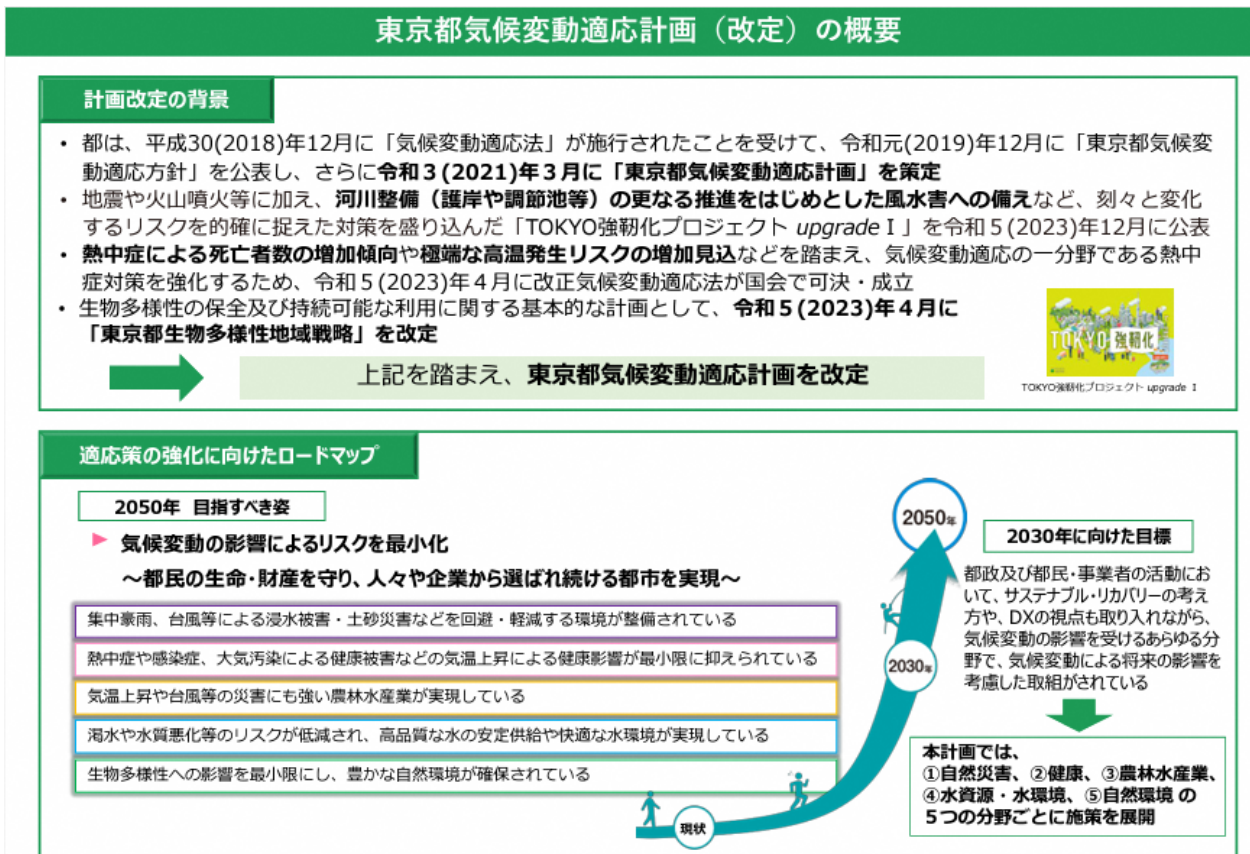 東京都気候変動適応計画（改定）の概要
計画改定の背景
• 都は、平成30(2018)年12月に「気候変動適応法」が施行されたことを受けて、令和元(2019)年12月に「東京都気候変
動適応方針」を公表し、さらに令和３(2021)年３月に「東京都気候変動適応計画」を策定
• 地震や火山噴火等に加え、河川整備（護岸や調節池等）の更なる推進をはじめとした風水害への備えなど、刻々と変化
するリスクを的確に捉えた対策を盛り込んだ「TOKYO強靭化プロジェクト upgradeⅠ」を令和５(2023)年12月に公表
• 熱中症による死亡者数の増加傾向や極端な高温発生リスクの増加見込などを踏まえ、気候変動適応の一分野である熱中
症対策を強化するため、令和５(2023)年４月に改正気候変動適応法が国会で可決・成立
• 生物多様性の保全及び持続可能な利用に関する基本的な計画として、令和５(2023)年４月に
「東京都生物多様性地域戦略」を改定
上記を踏まえ、東京都気候変動適応計画を改定
TOKYO 強靭化
TOKYO強靭化プロジェクト upgrade Ⅰ
適応策の強化に向けたロードマップ
2050年 目指すべき姿
気候変動の影響によるリスクを最小化
～都民の生命・財産を守り、人々や企業から選ばれ続ける都市を実現～
集中豪雨、台風等による浸水被害・土砂災害などを回避・軽減する環境が整備されている
熱中症や感染症、大気汚染による健康被害などの気温上昇による健康影響が最小限に抑えられている
気温上昇や台風等の災害にも強い農林水産業が実現している
渇水や水質悪化等のリスクが低減され、高品質な水の安定供給や快適な水環境が実現している
生物多様性への影響を最小限にし、豊かな自然環境が確保されている
現状
2030年
2050年
2030年に向けた目標
都政及び都民・事業者の活動にお
いて、サステナブル・リカバリーの考え
方や、DXの視点も取り入れながら、
気候変動の影響を受けるあらゆる分
野で、気候変動による将来の影響を
考慮した取組がされている
本計画では、
①自然災害、②健康、③農林水産業、
④水資源・水環境、⑤自然環境 の
５つの分野ごとに施策を展開